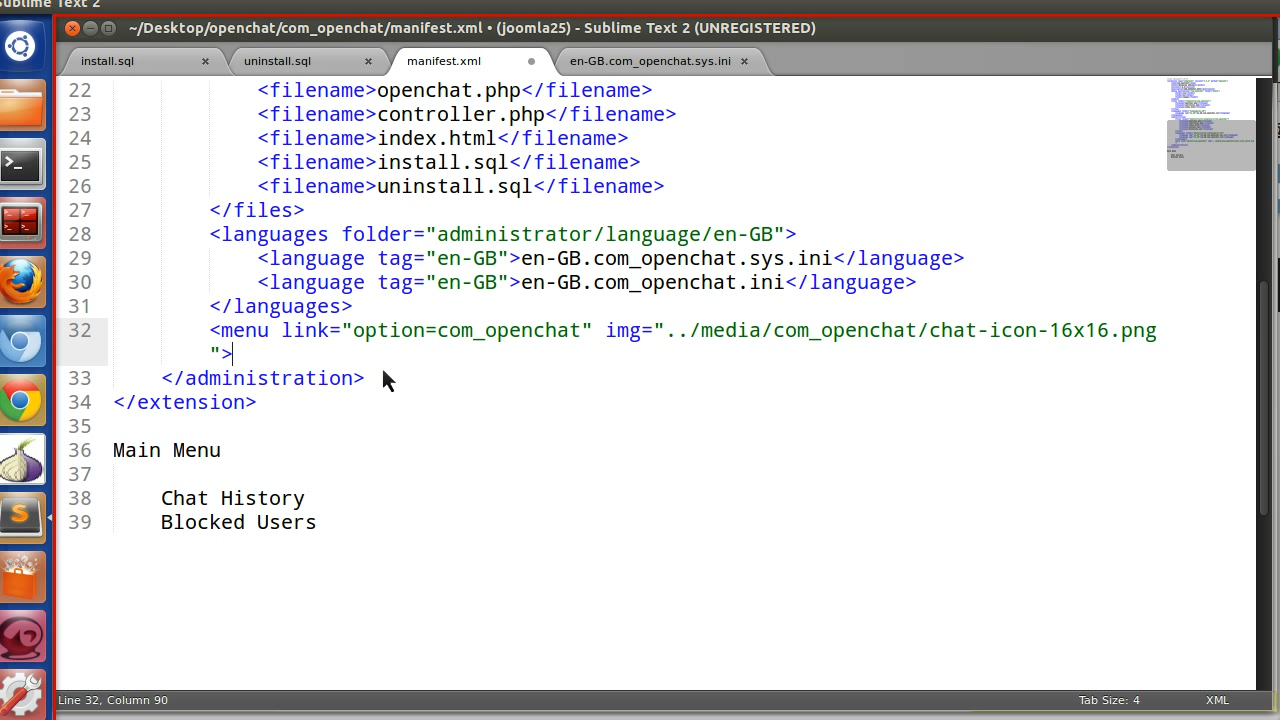 Sublime Text 2
~/Desktop/openchat/com_openchat/manifest.xml • (joomla25) - Sublime Text 2 (UNREGISTERED)
install.sql × uninstall.sql × manifest.xml en-GB.com_openchat.sys.ini ×
22 <filename>openchat.php</filename>
23 <filename>controller.php</filename>
24 <filename>index.html</filename>
25 <filename>install.sql</filename>
26 <filename>uninstall.sql</filename>
27 </files>
28 <languages folder="administrator/language/en-GB">
29 <language tag="en-GB">en-GB.com_openchat.sys.ini</language>
30 <language tag="en-GB">en-GB.com_openchat.ini</language>
31 </languages>
32 <menu link="option=com_openchat" img="../media/com_openchat/chat-icon-16x16.png
">
33 </administration>
34 </extension>
35
36 Main Menu
37
38 Chat History
39 Blocked Users
Line 32, Column 90 Tab Size: 4 XML